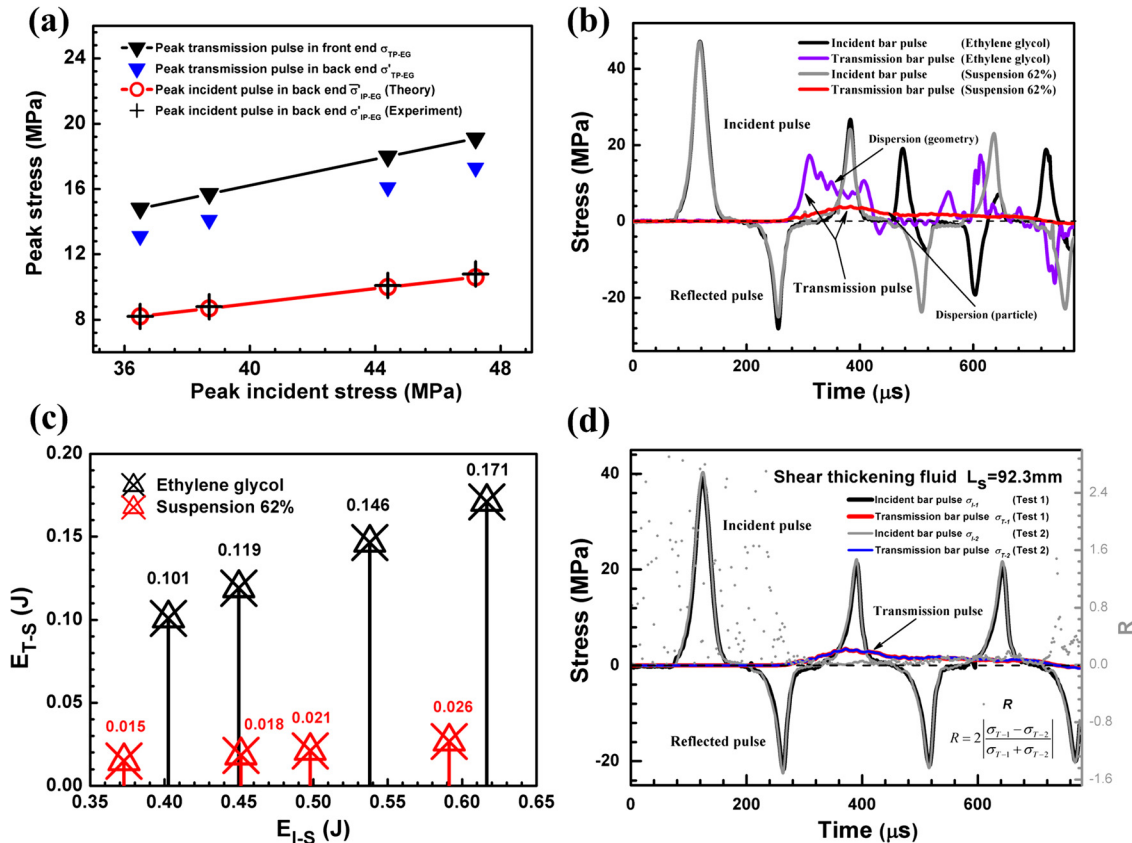 (a)
Peak transmission pulse in front end σTP-EG
Peak transmission pulse in back end σ'TP-EG
Peak incident pulse in back end σ̄IP-EG (Theory)
Peak incident pulse in back end σ'IP-EG (Experiment)
24
20
16
12
8
Peak stress (MPa)
36
40
44
48
Peak incident stress (MPa)
(b)
Incident bar pulse (Ethylene glycol)
Transmission bar pulse (Ethylene glycol)
Incident bar pulse (Suspension 62%)
Transmission bar pulse (Suspension 62%)
Incident pulse
Dispersion (geometry)
Reflected pulse
Transmission pulse
Dispersion (particle)
40
20
0
-20
Stress (MPa)
0
200
400
600
Time (μs)
(c)
Ethylene glycol
Suspension 62%
0.171
0.146
0.119
0.101
0.015
0.018
0.021
0.026
0.20
0.15
0.10
0.05
0.00
ET-S (J)
0.35
0.40
0.45
0.50
0.55
0.60
0.65
EI-S (J)
(d)
Shear thickening fluid Ls=92.3mm
Incident bar pulse σI-1 (Test 1)
Transmission bar pulse σT-1 (Test 1)
Incident bar pulse σI-2 (Test 2)
Transmission bar pulse σT-2 (Test 2)
Incident pulse
Transmission pulse
Reflected pulse
R
R = 2|σT-1 − σT-2 / σT-1 + σT-2|
40
20
0
-20
Stress (MPa)
2.4
1.6
0.8
0.0
-0.8
-1.6
R
0
200
400
600
Time (μs)